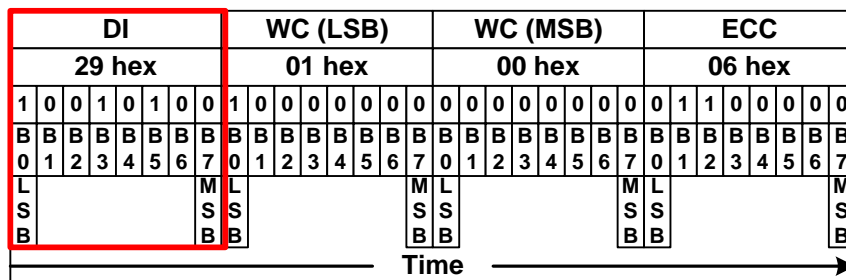 DI WC (LSB) WC (MSB) ECC
29 hex 01 hex 00 hex 06 hex
1 0 0 1 0 1 0 0 1 0 0 0 0 0 0 0 0 0 0 0 0 0 0 0 0 1 1 0 0 0 0 0
B B B B B B B B B B B B B B B B B B B B B B B B B B B B B B B B
0 1 2 3 4 5 6 7 0 1 2 3 4 5 6 7 0 1 2 3 4 5 6 7 0 1 2 3 4 5 6 7
L M L M L M L M
S S S S S S S S
B B B B B B B B
Time